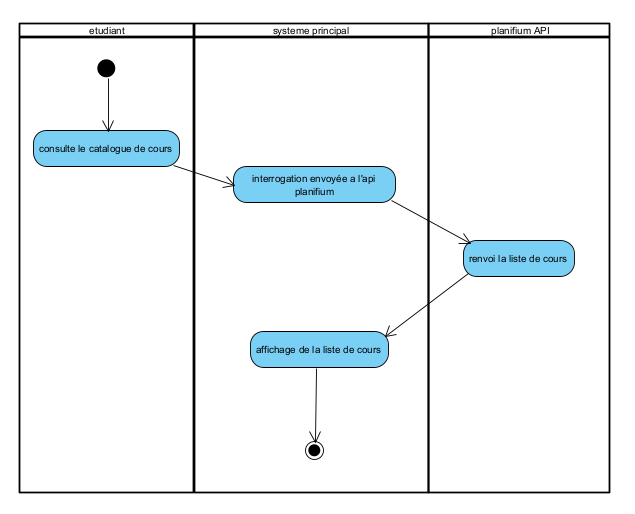 etudiant
systeme principal
planifium API
consulte le catalogue de cours
interrogation envoyée a l'api
planifium
renvoi la liste de cours
affichage de la liste de cours